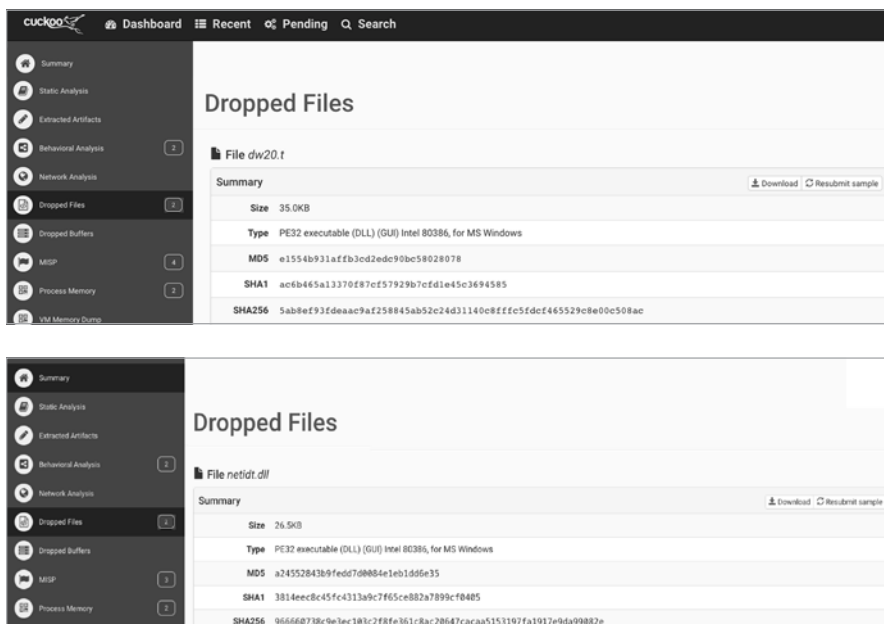 cuckoo Dashboard Recent Pending Search
Summary
Static Analysis
Extracted Artifacts
Behavioral Analysis 2
Network Analysis
Dropped Files 2
Dropped Buffers
MISP 4
Process Memory 2
VM Memory Dump
Dropped Files
File dw20.t
Summary Download Resubmit sample
Size 35.0KB
Type PE32 executable (DLL) (GUI) Intel 80386, for MS Windows
MD5 e1554b931affb3cd2edc90bc58028078
SHA1 ac6b465a13370f87cf57929b7cfd1e45c3694585
SHA256 5ab8ef93fdeaac9af258845ab52c24d31140c8fffc5fdcf465529c8e00c508ac
Summary
Static Analysis
Extracted Artifacts
Behavioral Analysis 2
Network Analysis
Dropped Files
Dropped Buffers
MISP 3
Process Memory 2
Dropped Files
File netidt.dll
Summary Download Resubmit sample
Size 26.5KB
Type PE32 executable (DLL) (GUI) Intel 80386, for MS Windows
MD5 a24552843b9fedd7d0084e1eb1dd6e35
SHA1 3814eec8c45fc4313a9c7f65ce882a7899cf0405
SHA256 966660738c9e3ec103c2f8fe361c8ac20647cacaa5153197fa1917e9da99082e